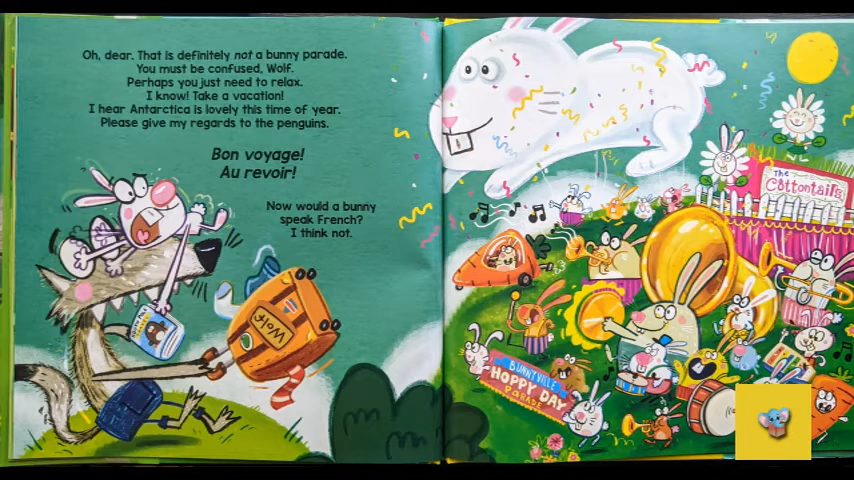 Oh, dear. That is definitely not a bunny parade.
You must be confused, Wolf.
Perhaps you just need to relax.
I know! Take a vacation!
I hear Antarctica is lovely this time of year.
Please give my regards to the penguins.
Bon voyage!
Au revoir!
Now would a bunny
speak French?
I think not.
Wolf
The
Cottontails
BUNNYVILLE
HOPPY DAY
PARADE